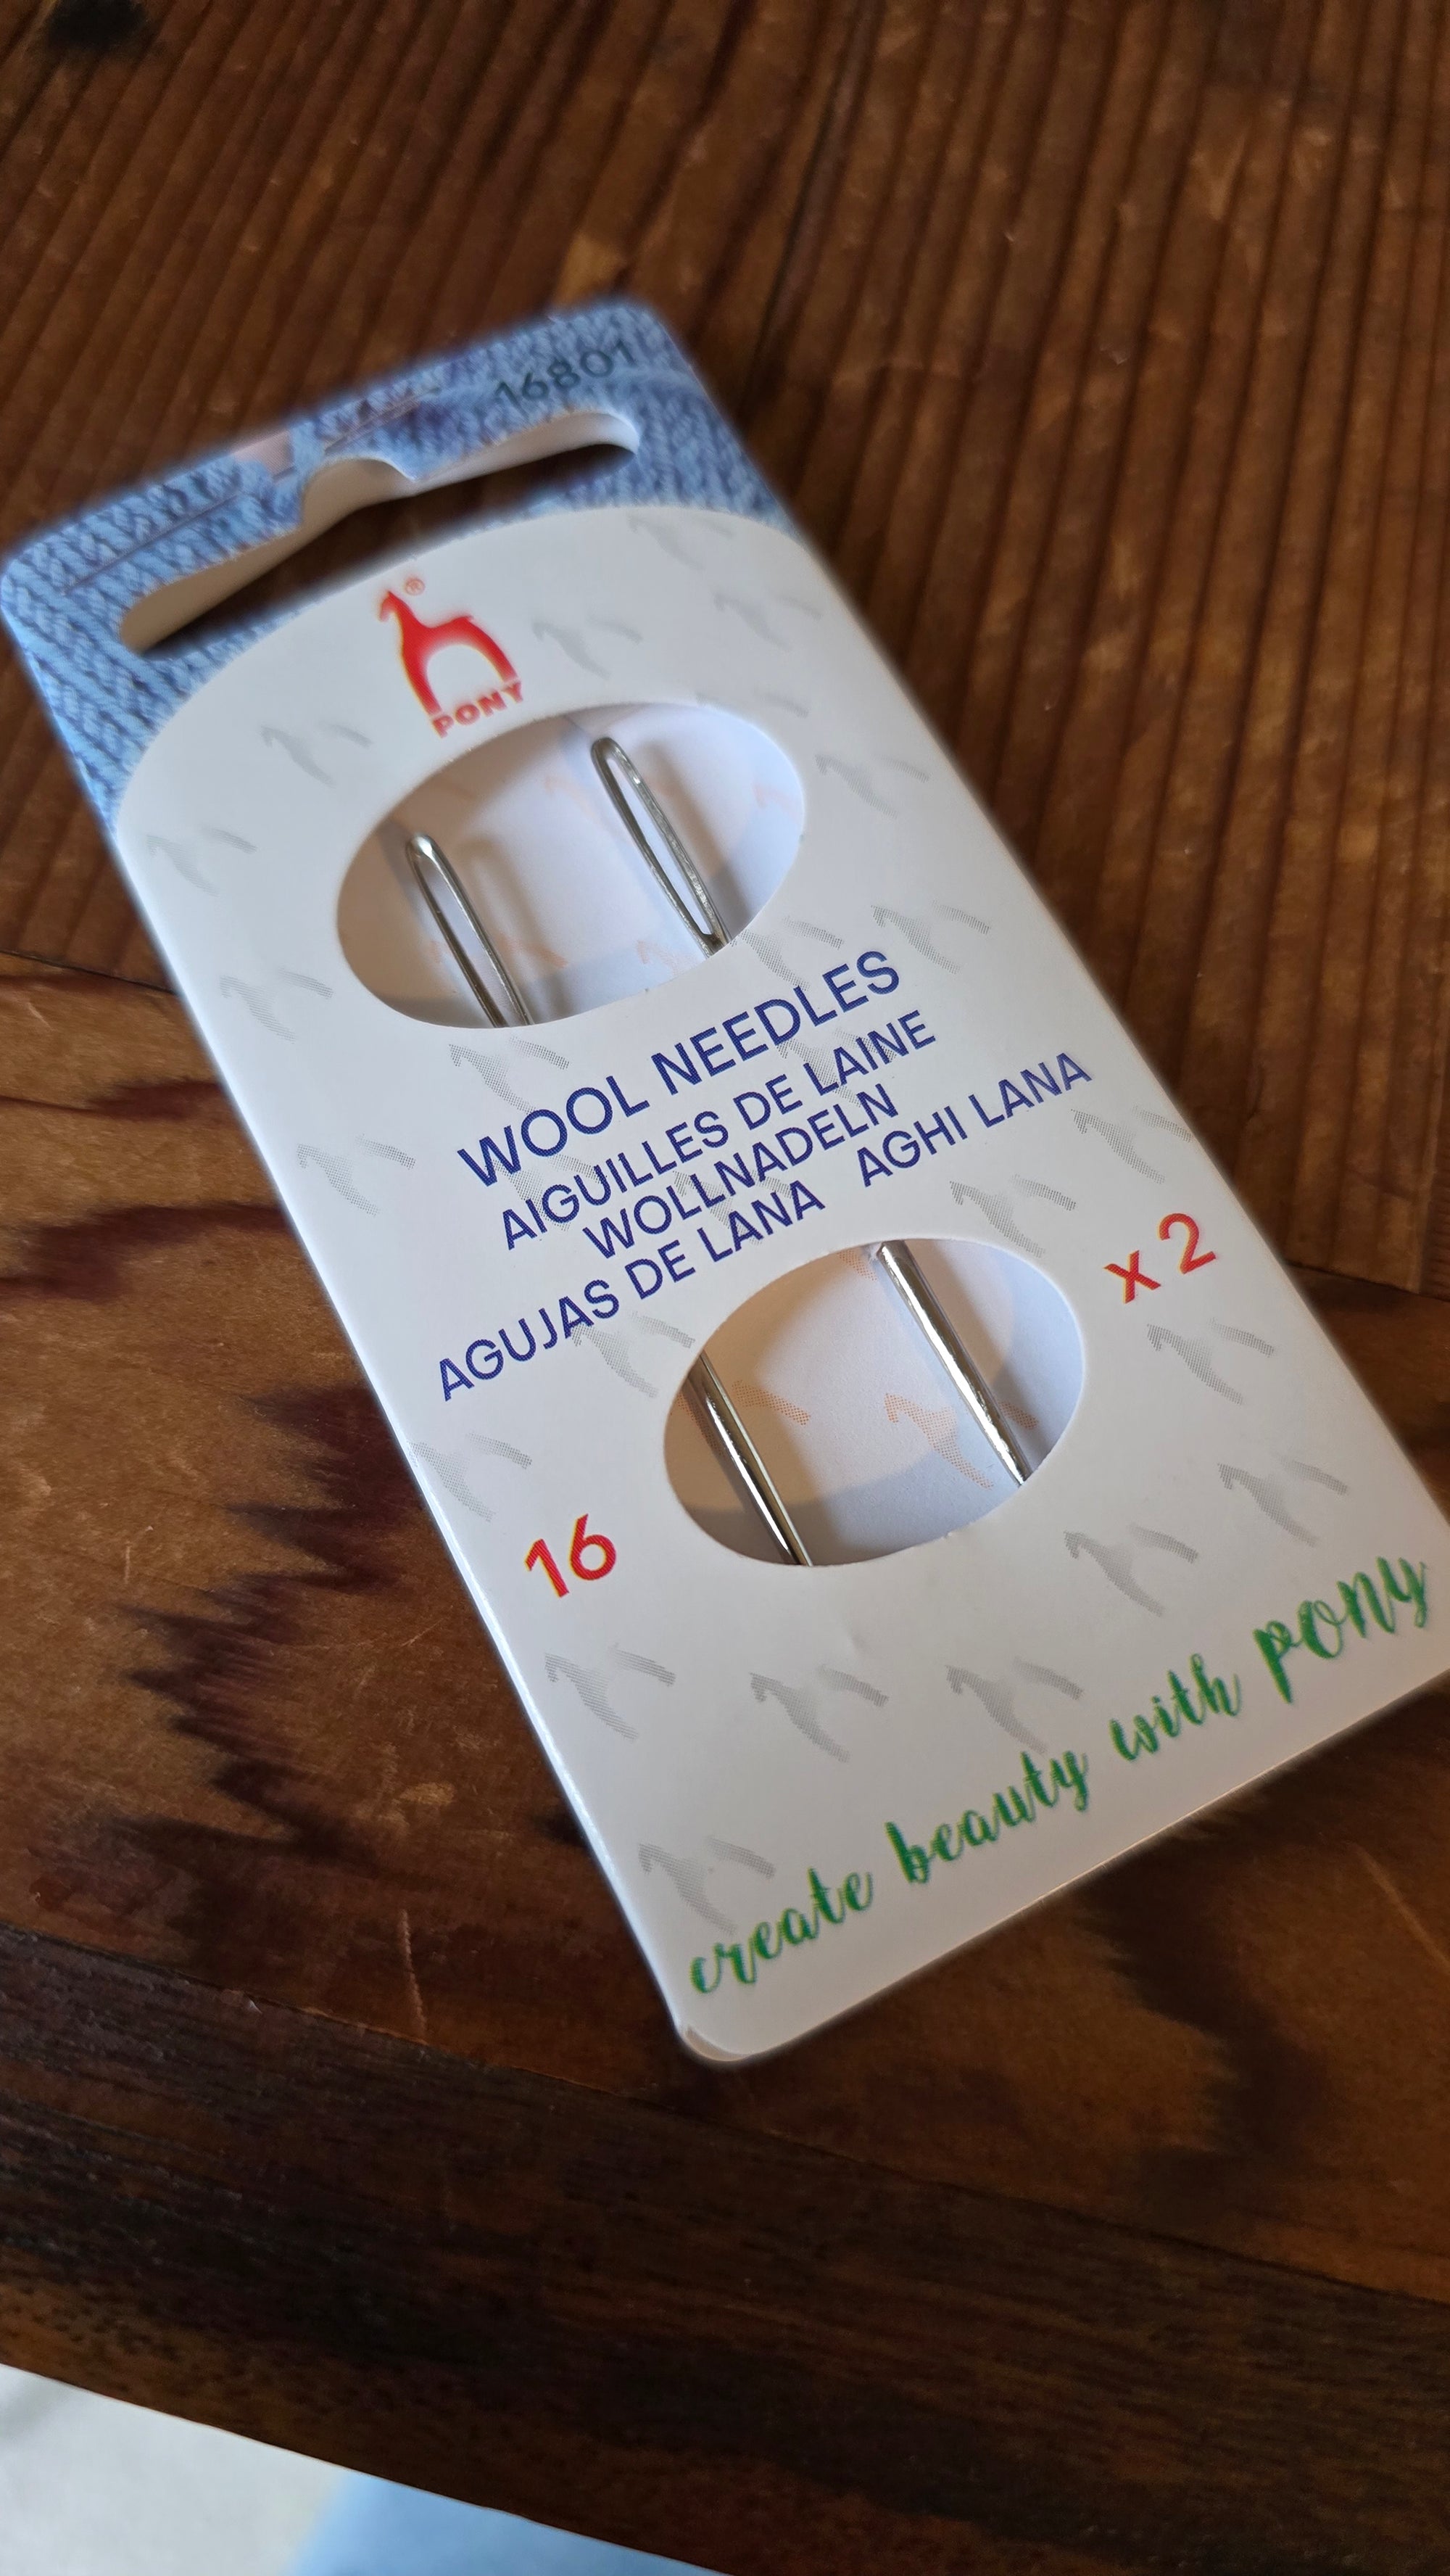 16801
®
PONY
WOOL NEEDLES
AIGUILLES DE LAINE
WOLLNADELN
AGUJAS DE LANA AGHI LANA
x 2
16
create beauty with PONY